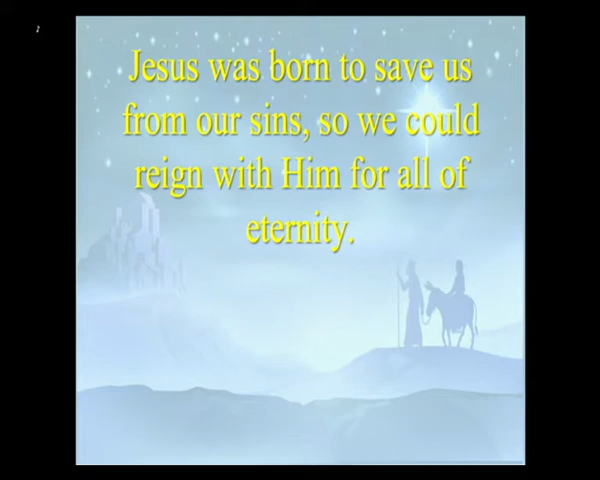 Jesus was born to save us
from our sins, so we could
reign with Him for all of
eternity.